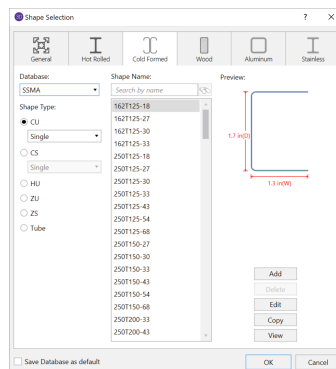 Shape Selection
?
General
Hot Rolled
Cold Formed
Wood
Aluminum
Stainless
Database:
SSMA
Shape Type:
CU
Single
CS
Single
HU
ZU
ZS
Tube
Shape Name:
Search by name
162T125-18
162T125-27
162T125-30
162T125-33
250T125-18
250T125-27
250T125-30
250T125-33
250T125-43
250T125-54
250T125-68
250T150-27
250T150-30
250T150-33
250T150-43
250T150-54
250T150-68
250T200-33
250T200-43
Preview:
1.7 in(D)
1.3 in(W)
Add
Delete
Edit
Copy
View
Save Database as default
OK
Cancel